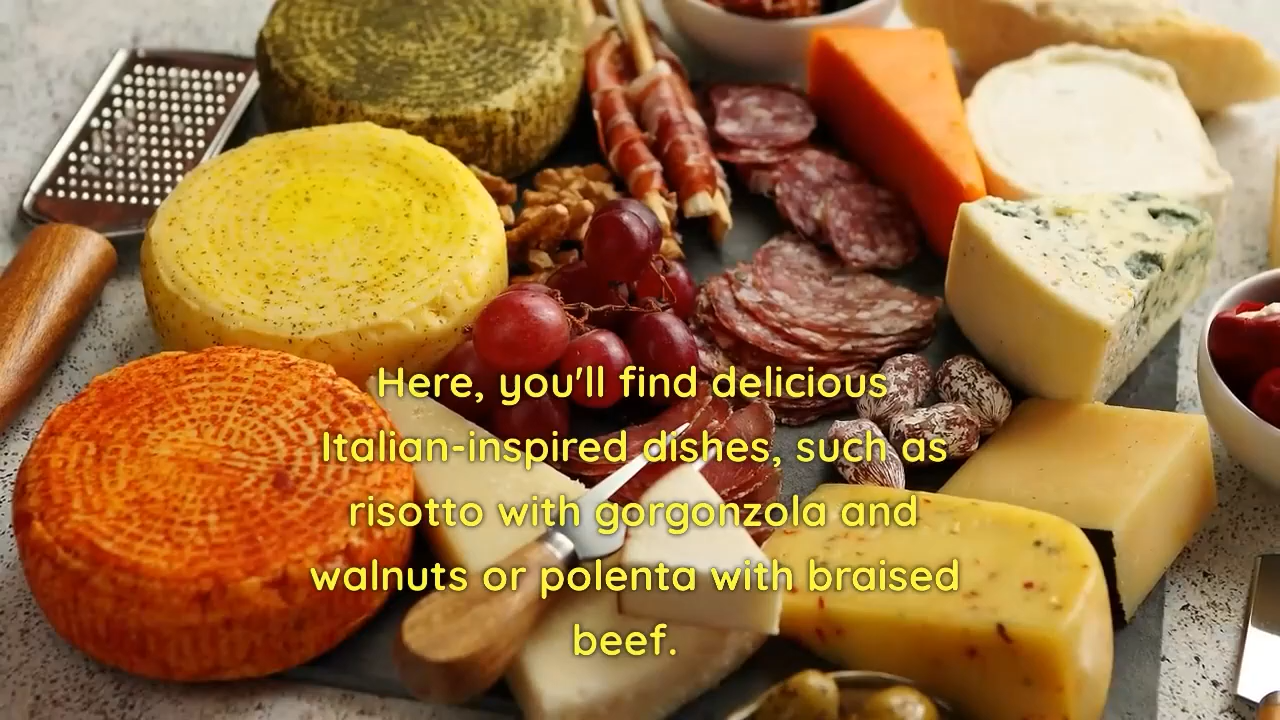 Here, you'll find delicious
Italian-inspired dishes, such as
risotto with gorgonzola and
walnuts or polenta with braised
beef.